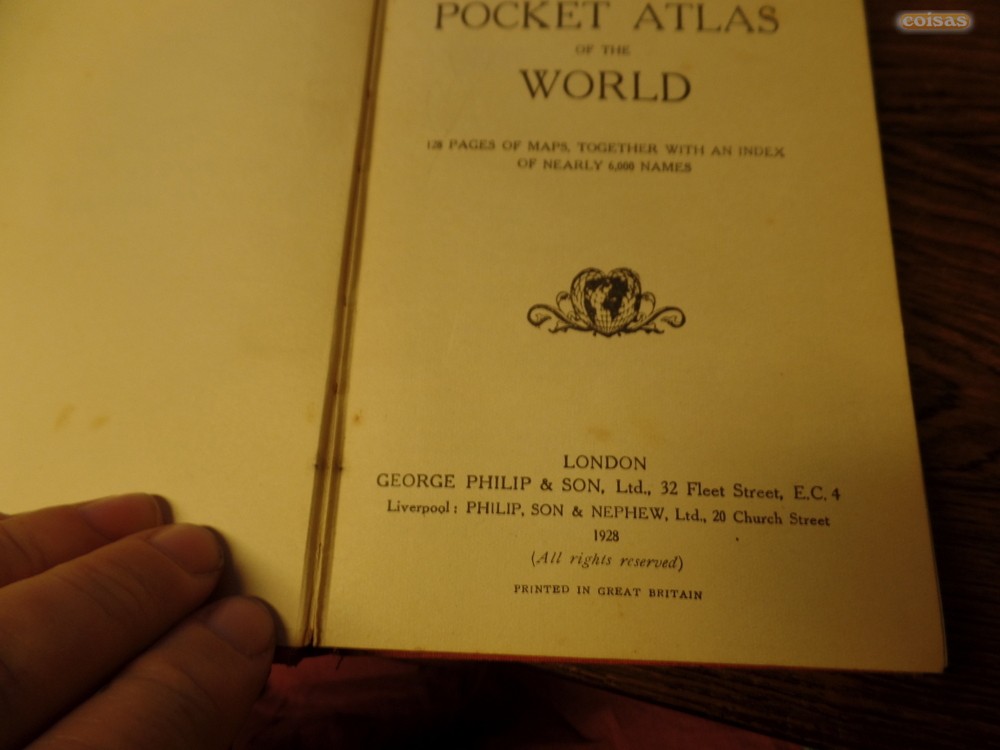 POCKET ATLAS
OF THE
WORLD
128 PAGES OF MAPS, TOGETHER WITH AN INDEX
OF NEARLY 6,000 NAMES
LONDON
GEORGE PHILIP & SON, Ltd., 32 Fleet Street, E.C. 4
Liverpool: PHILIP, SON & NEPHEW, Ltd., 20 Church Street
1928
(All rights reserved)
PRINTED IN GREAT BRITAIN
coisas